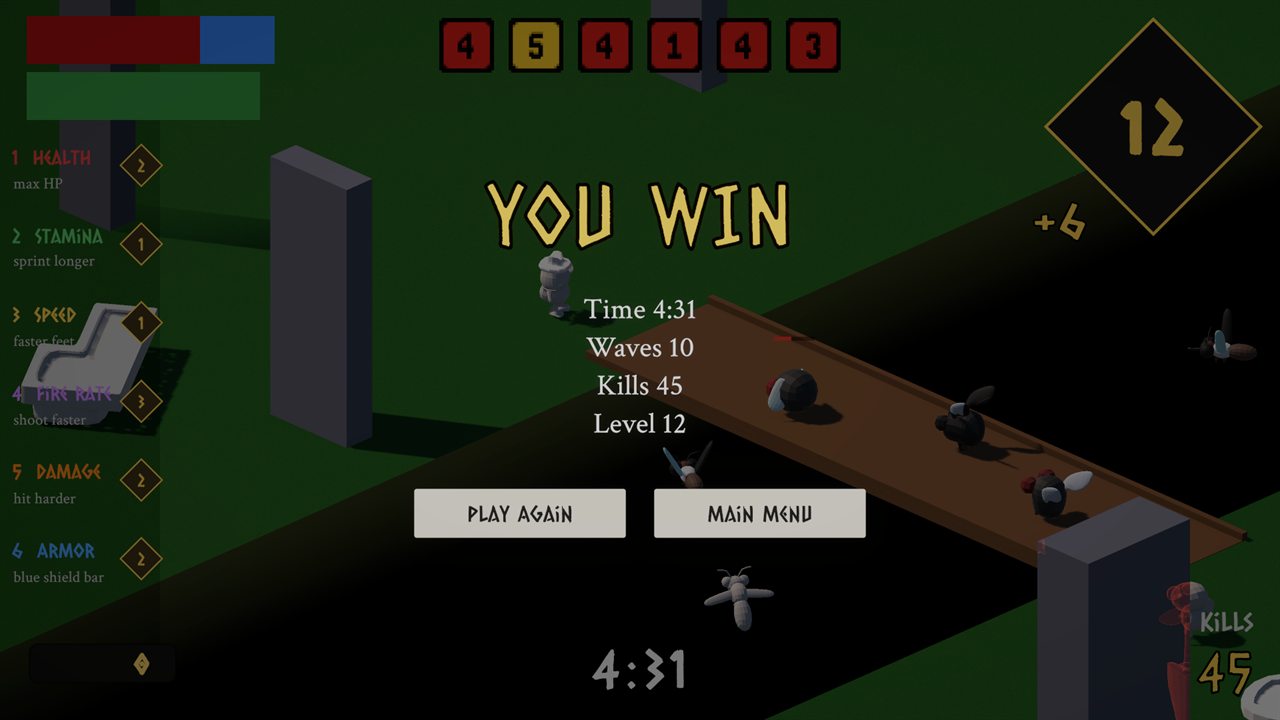 4 5 4 1 4 3
12
+6
1 HEALTH 2
max HP
2 STAMINA 1
sprint longer
3 SPEED 1
faster feet
4 FIRE RATE 3
shoot faster
5 DAMAGE 2
hit harder
6 ARMOR 2
blue shield bar
YOU WIN
Time 4:31
Waves 10
Kills 45
Level 12
PLAY AGAIN
MAIN MENU
4:31
KILLS
45